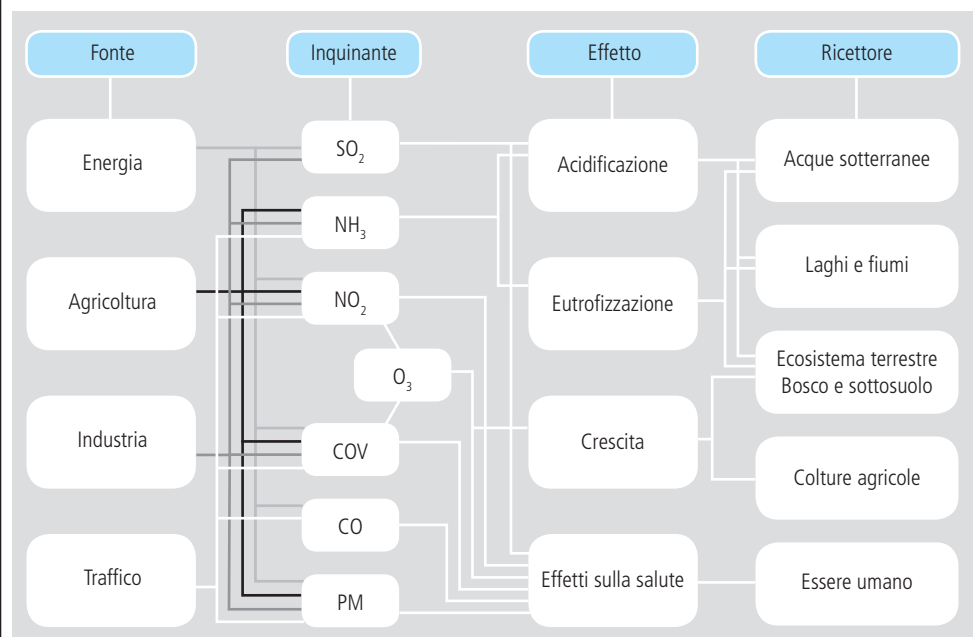 Fonte
Inquinante
Effetto
Ricettore
Energia
Agricoltura
Industria
Traffico
SO2
NH3
NO2
O3
COV
CO
PM
Acidificazione
Eutrofizzazione
Crescita
Effetti sulla salute
Acque sotterranee
Laghi e fiumi
Ecosistema terrestre
Bosco e sottosuolo
Colture agricole
Essere umano